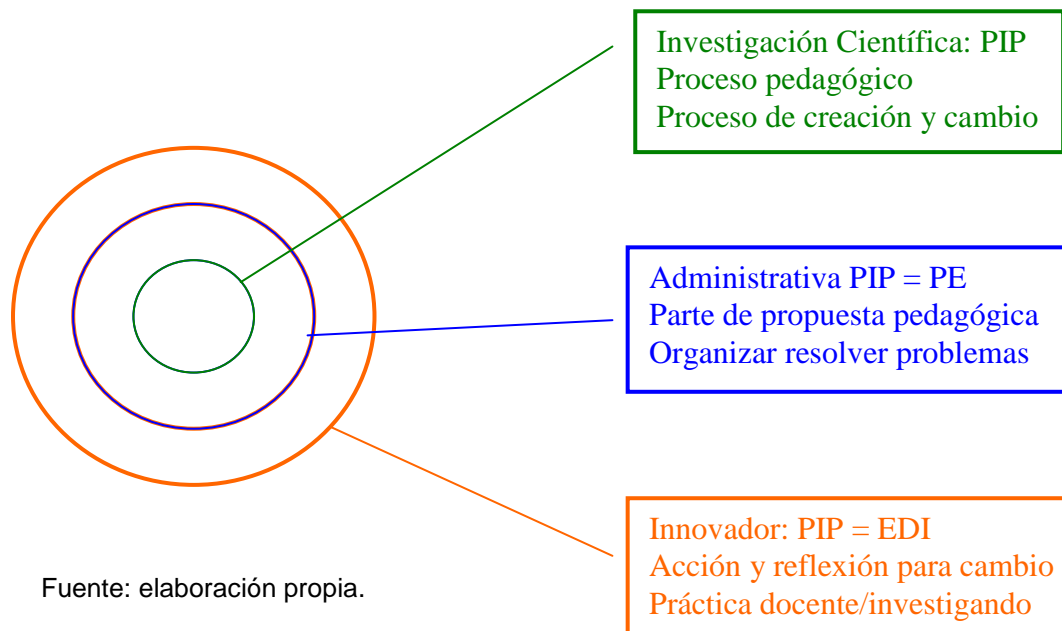 Investigación Científica: PIP
Proceso pedagógico
Proceso de creación y cambio
Administrativa PIP = PE
Parte de propuesta pedagógica
Organizar resolver problemas
Innovador: PIP = EDI
Acción y reflexión para cambio
Práctica docente/investigando
Fuente: elaboración propia.